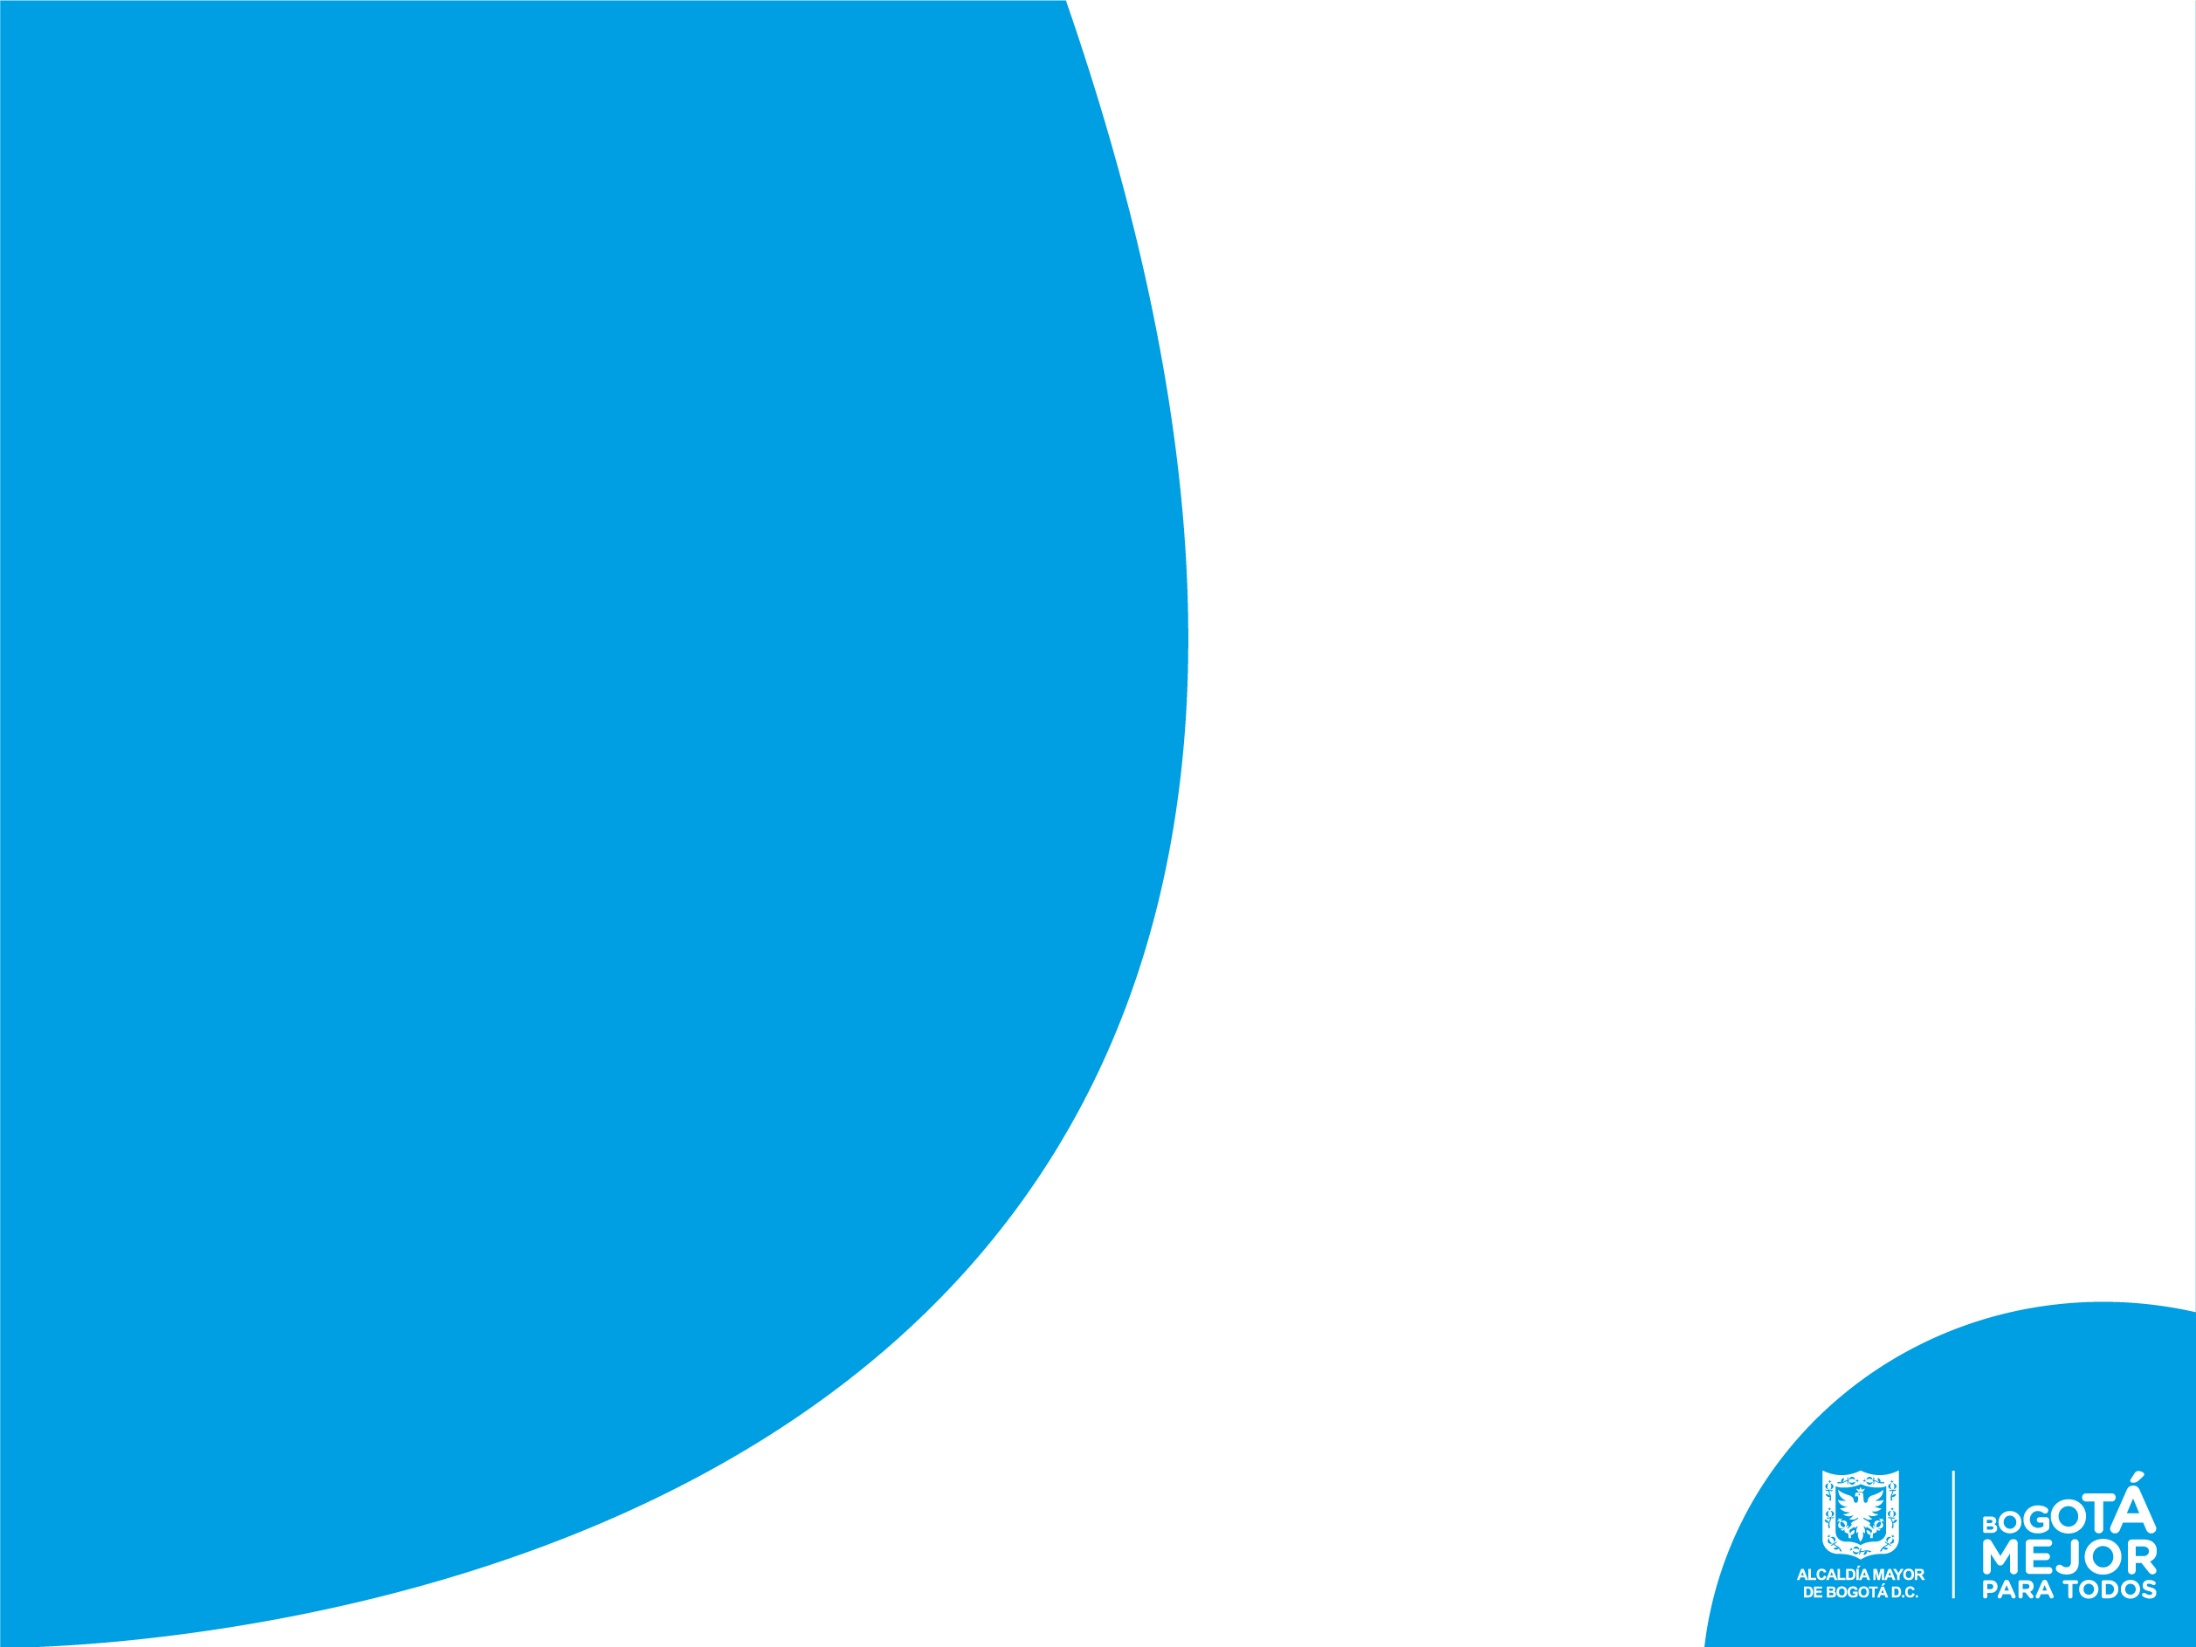 ALCALDÍA MAYOR
DE BOGOTÁ D.C.
BOGOTÁ
MEJOR
PARA TODOS